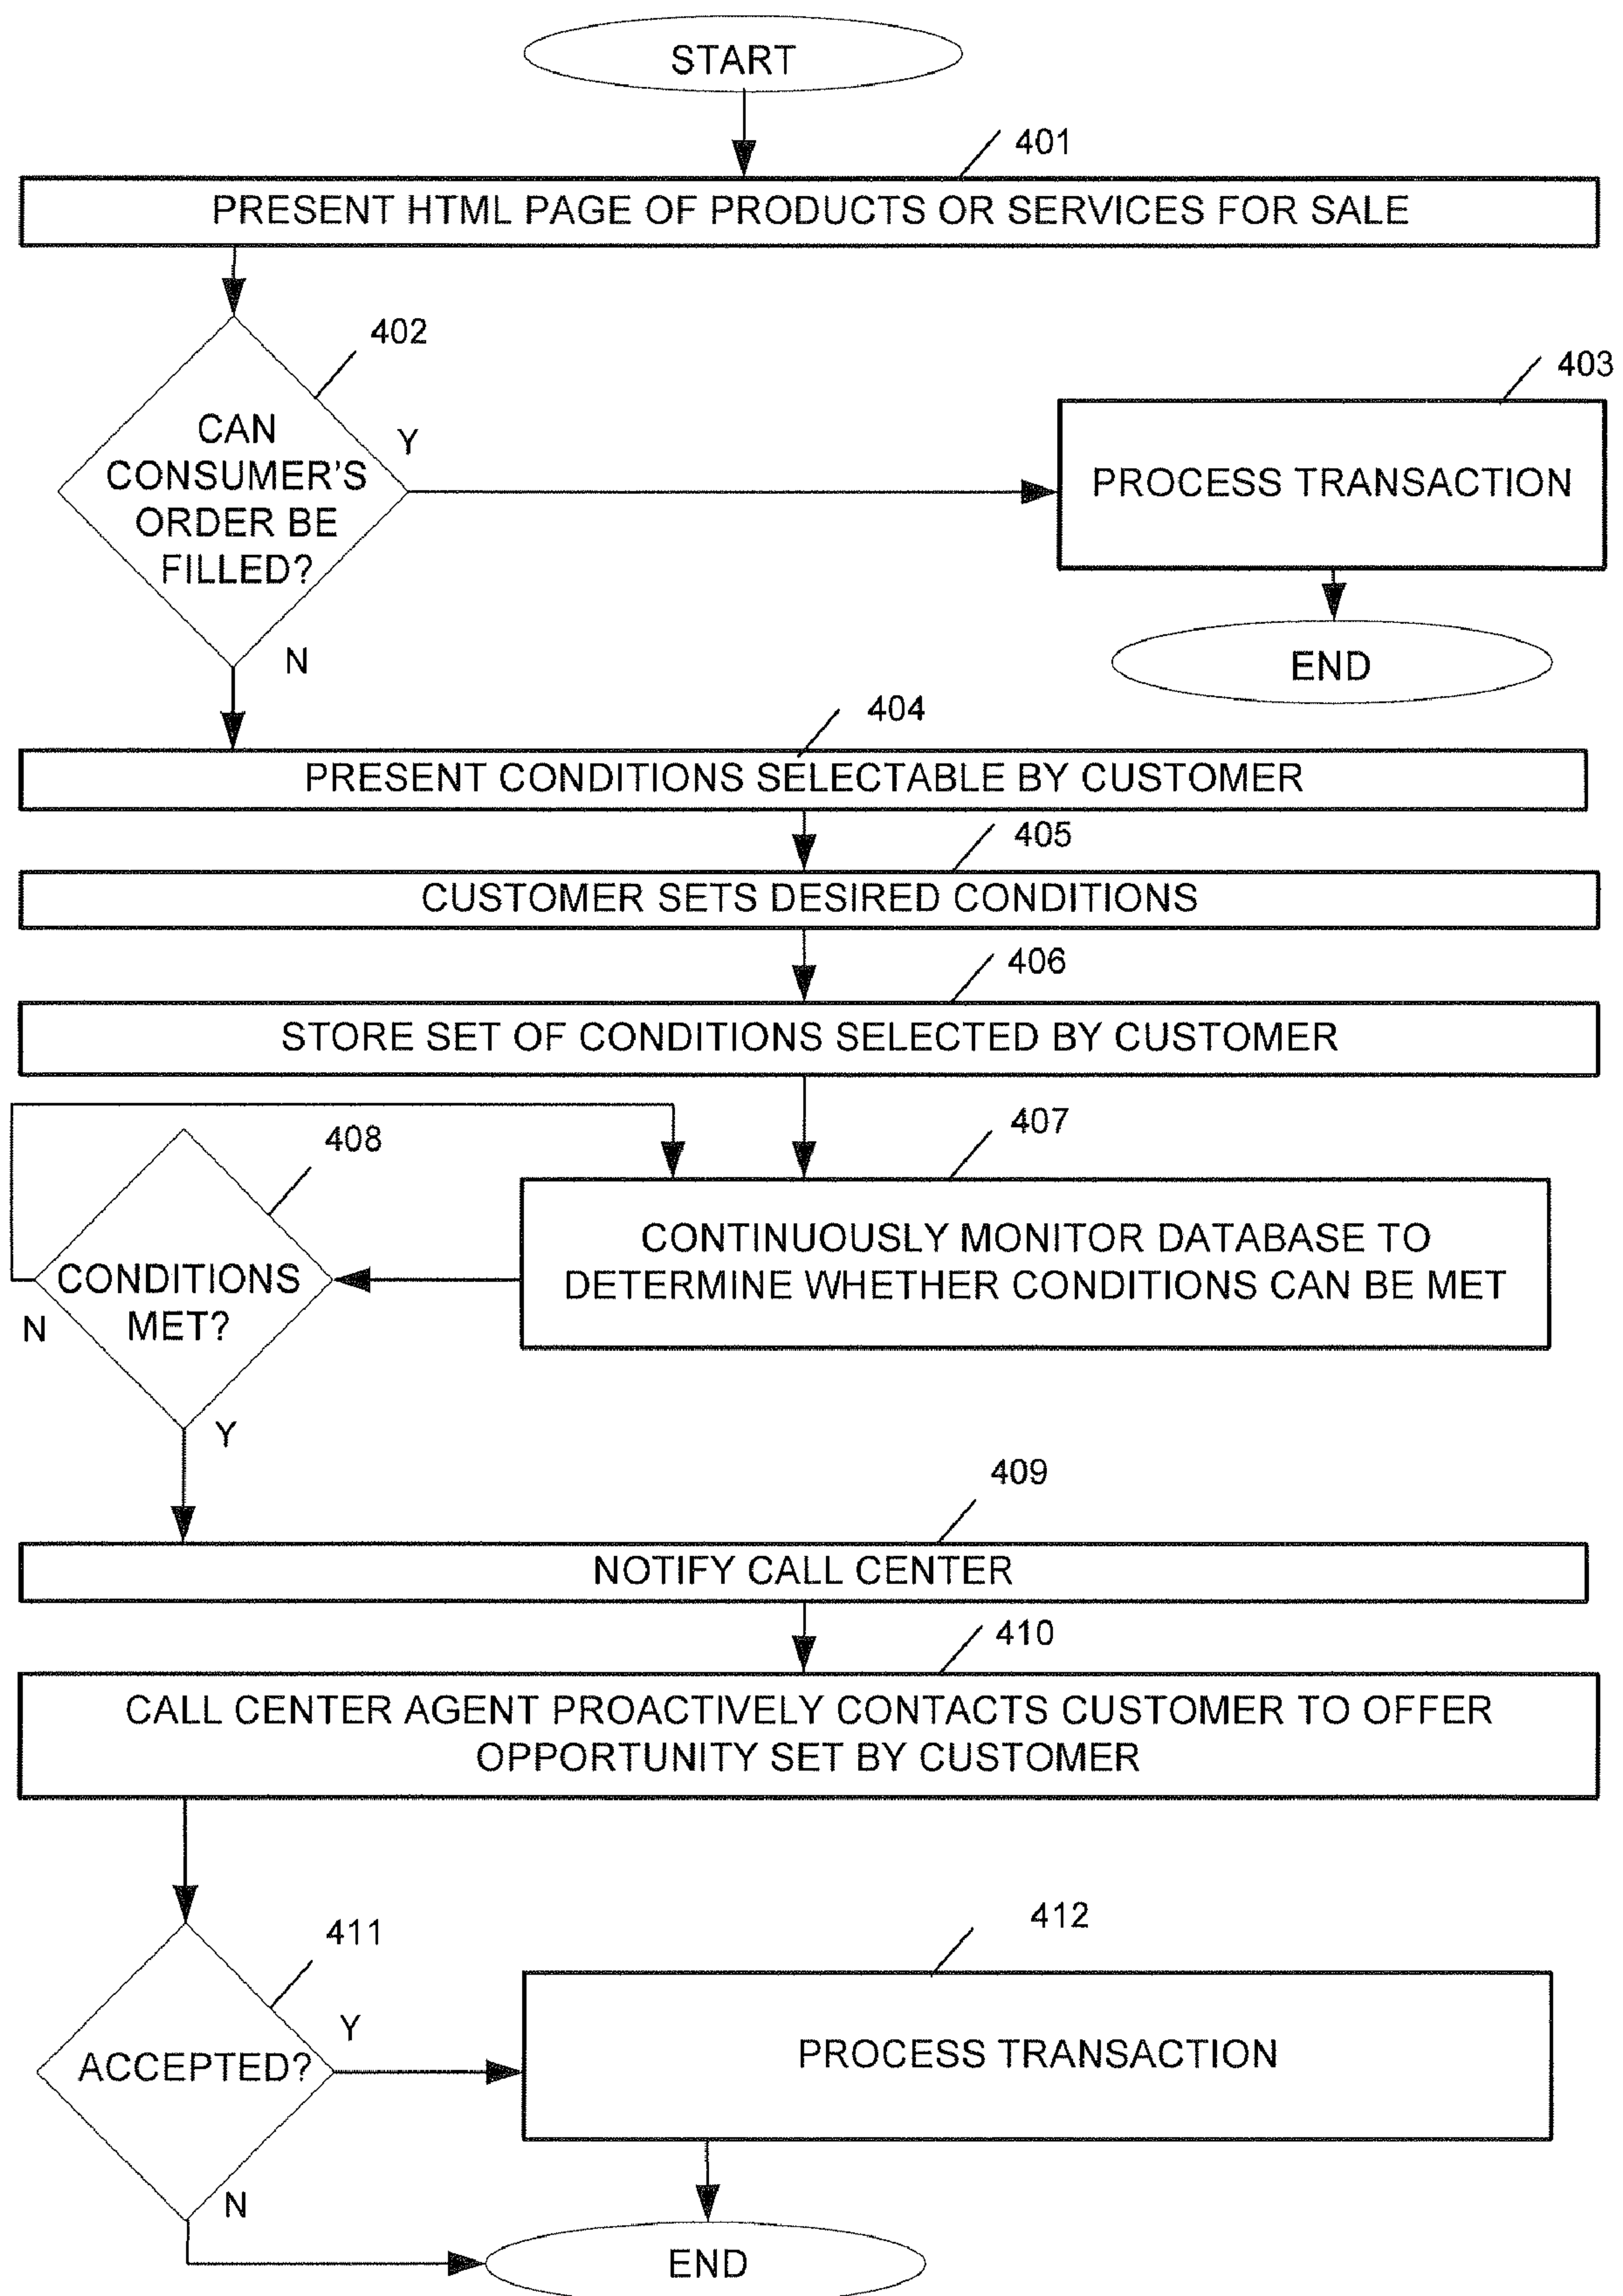 START
401
PRESENT HTML PAGE OF PRODUCTS OR SERVICES FOR SALE
402
CAN
CONSUMER'S
ORDER BE
FILLED?
Y
403
PROCESS TRANSACTION
END
N
404
PRESENT CONDITIONS SELECTABLE BY CUSTOMER
405
CUSTOMER SETS DESIRED CONDITIONS
406
STORE SET OF CONDITIONS SELECTED BY CUSTOMER
407
CONTINUOUSLY MONITOR DATABASE TO
DETERMINE WHETHER CONDITIONS CAN BE MET
408
CONDITIONS
MET?
N
Y
409
NOTIFY CALL CENTER
410
CALL CENTER AGENT PROACTIVELY CONTACTS CUSTOMER TO OFFER
OPPORTUNITY SET BY CUSTOMER
411
ACCEPTED?
Y
412
PROCESS TRANSACTION
N
END